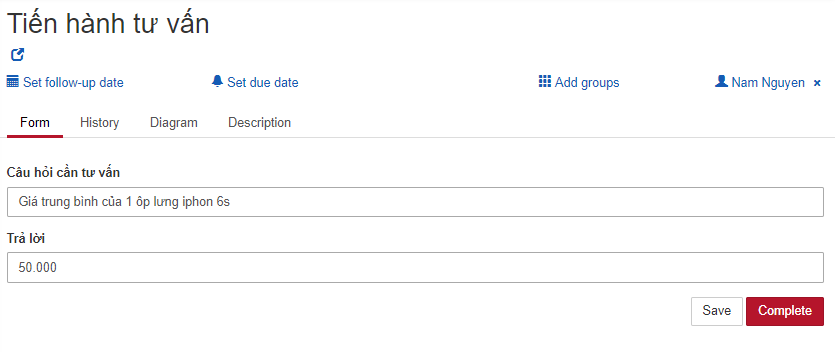 Tiến hành tư vấn
Set follow-up date Set due date Add groups Nam Nguyen ×
Form History Diagram Description
Câu hỏi cần tư vấn
Giá trung bình của 1 ốp lưng iphon 6s
Trả lời
50.000
Save Complete